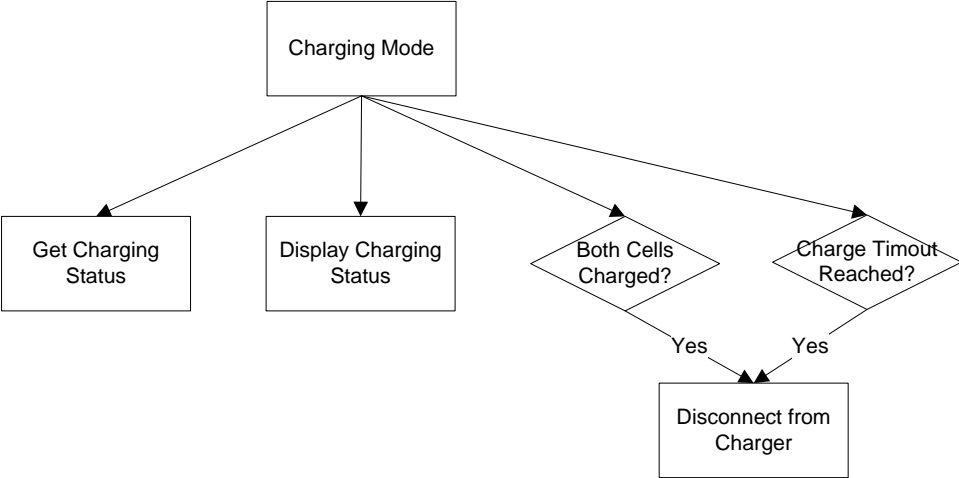 Charging Mode
Get Charging
Status
Display Charging
Status
Both Cells
Charged?
Charge Timout
Reached?
Yes
Yes
Disconnect from
Charger